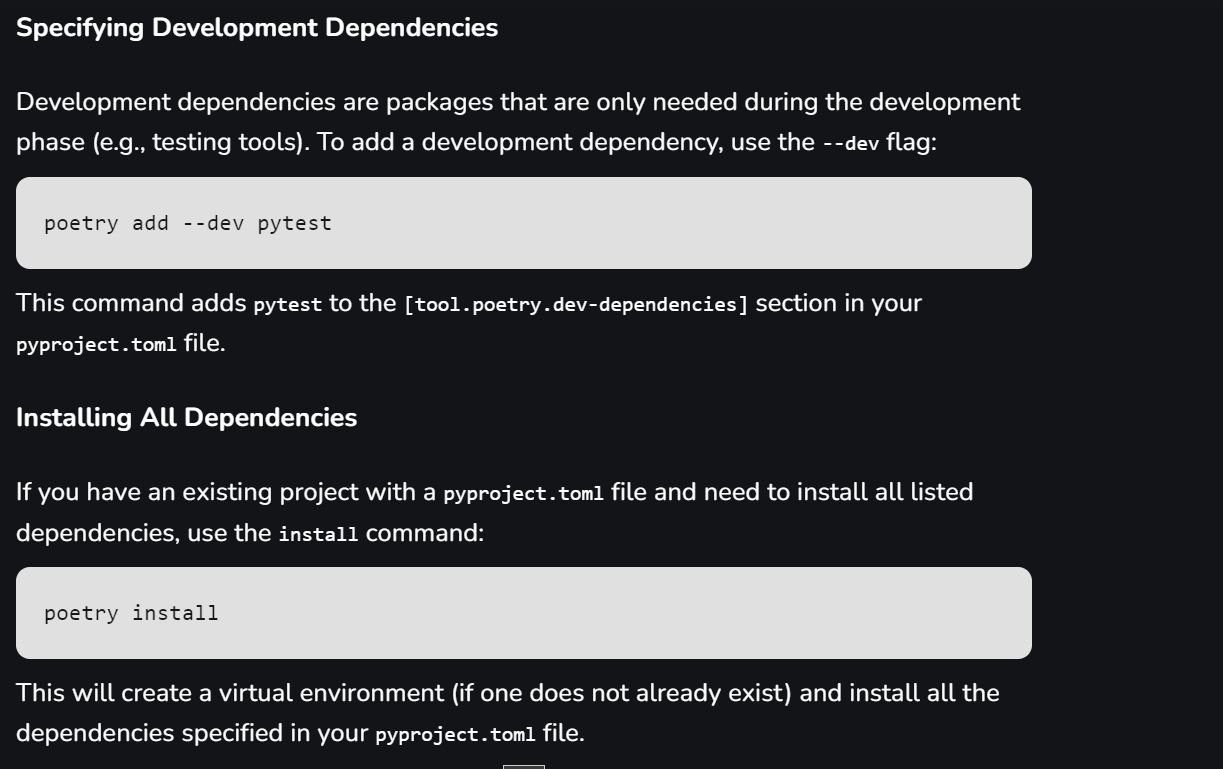 Specifying Development Dependencies
Development dependencies are packages that are only needed during the development
phase (e.g., testing tools). To add a development dependency, use the --dev flag:
poetry add --dev pytest
This command adds pytest to the [tool.poetry.dev-dependencies] section in your
pyproject.toml file.
Installing All Dependencies
If you have an existing project with a pyproject.toml file and need to install all listed
dependencies, use the install command:
poetry install
This will create a virtual environment (if one does not already exist) and install all the
dependencies specified in your pyproject.toml file.